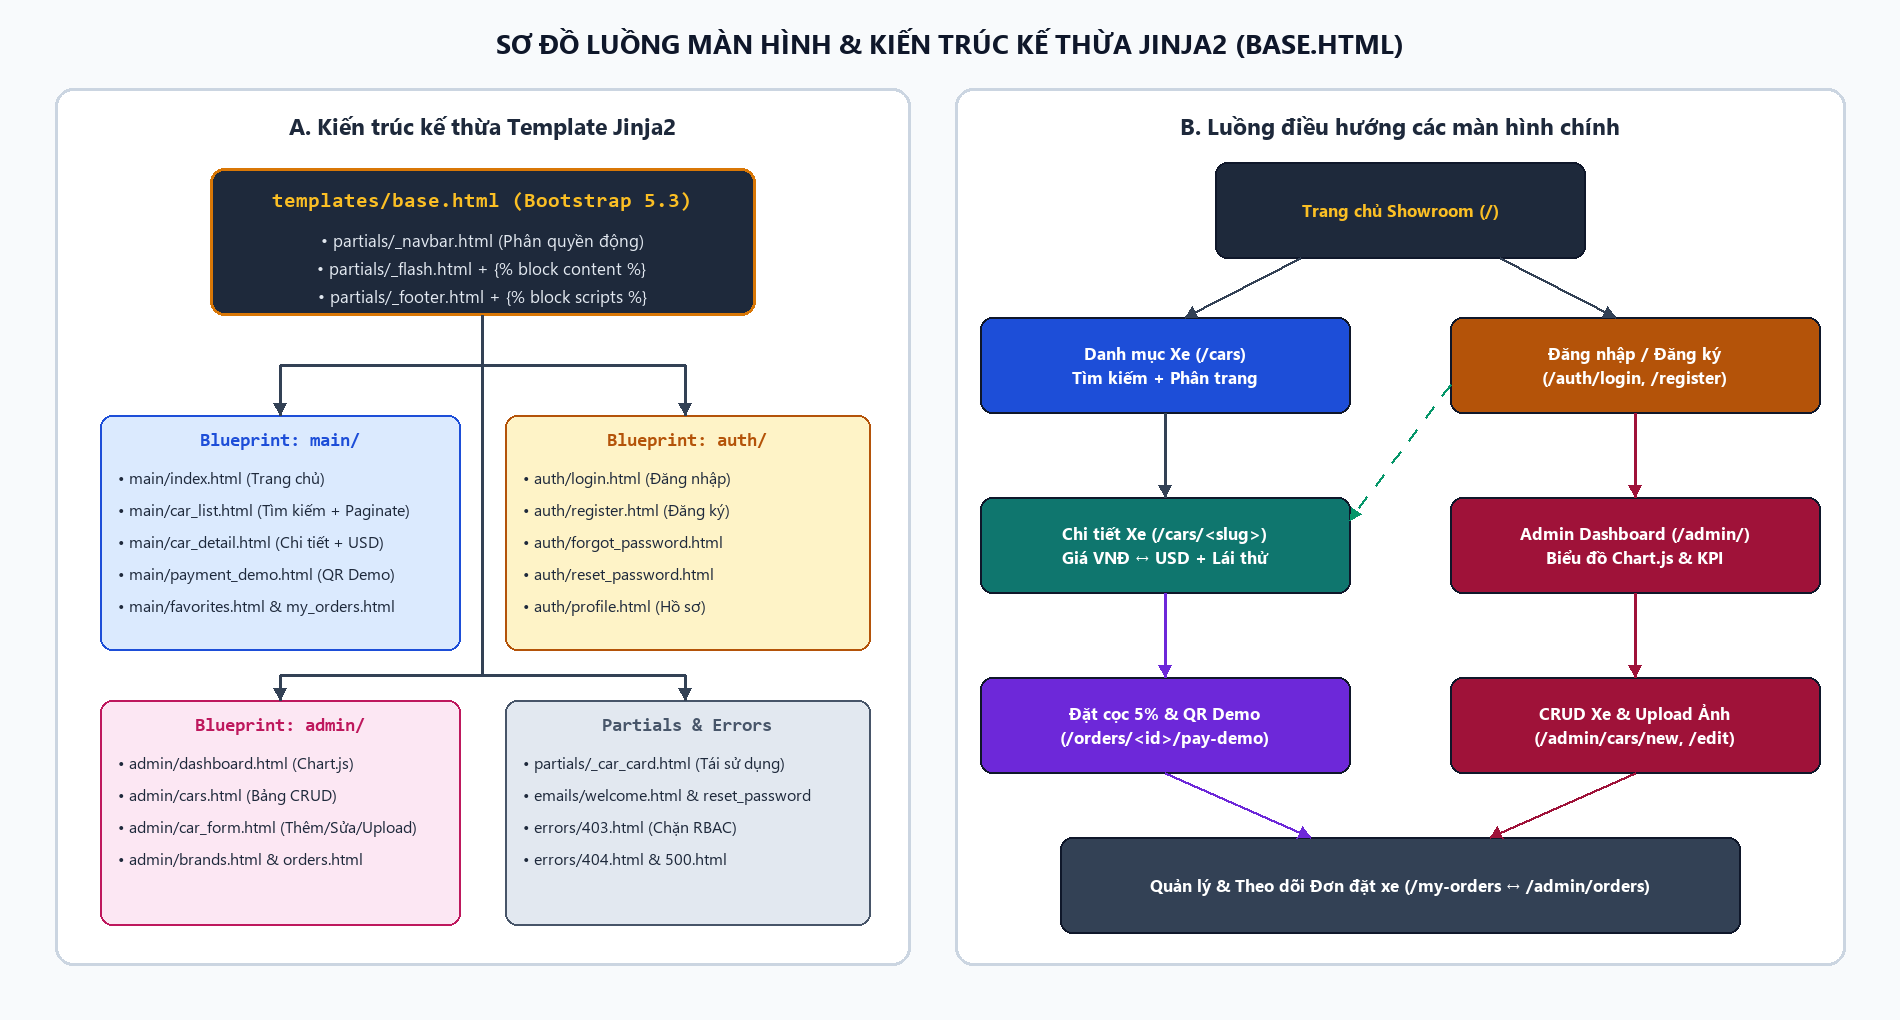 SƠ ĐỒ LUỒNG MÀN HÌNH & KIẾN TRÚC KẾ THỪA JINJA2 (BASE.HTML)
A. Kiến trúc kế thừa Template Jinja2
templates/base.html (Bootstrap 5.3)
• partials/_navbar.html (Phân quyền động)
• partials/_flash.html + {% block content %}
• partials/_footer.html + {% block scripts %}
Blueprint: main/
• main/index.html (Trang chủ)
• main/car_list.html (Tìm kiếm + Paginate)
• main/car_detail.html (Chi tiết + USD)
• main/payment_demo.html (QR Demo)
• main/favorites.html & my_orders.html
Blueprint: auth/
• auth/login.html (Đăng nhập)
• auth/register.html (Đăng ký)
• auth/forgot_password.html
• auth/reset_password.html
• auth/profile.html (Hồ sơ)
Blueprint: admin/
• admin/dashboard.html (Chart.js)
• admin/cars.html (Bảng CRUD)
• admin/car_form.html (Thêm/Sửa/Upload)
• admin/brands.html & orders.html
Partials & Errors
• partials/_car_card.html (Tái sử dụng)
• emails/welcome.html & reset_password
• errors/403.html (Chặn RBAC)
• errors/404.html & 500.html
B. Luồng điều hướng các màn hình chính
Trang chủ Showroom (/)
Danh mục Xe (/cars)
Tìm kiếm + Phân trang
Đăng nhập / Đăng ký
(/auth/login, /register)
Chi tiết Xe (/cars/<slug>)
Giá VNĐ ↔ USD + Lái thử
Admin Dashboard (/admin/)
Biểu đồ Chart.js & KPI
Đặt cọc 5% & QR Demo
(/orders/<id>/pay-demo)
CRUD Xe & Upload Ảnh
(/admin/cars/new, /edit)
Quản lý & Theo dõi Đơn đặt xe (/my-orders ↔ /admin/orders)